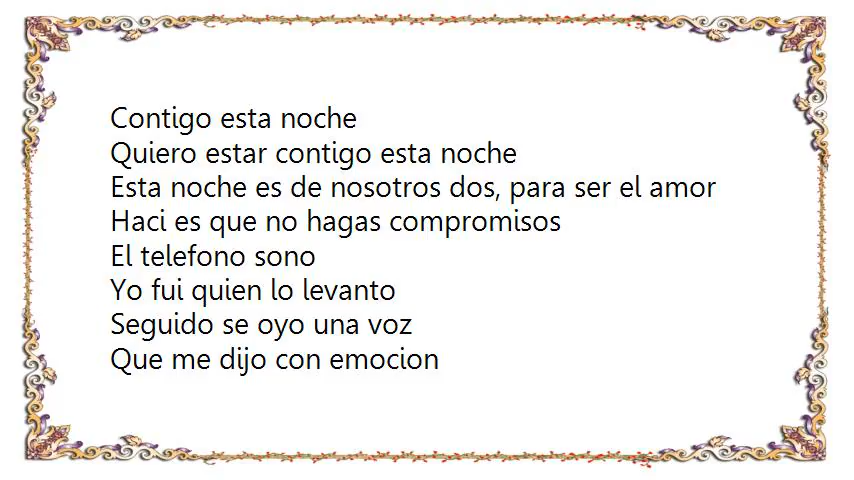 Contigo esta noche
Quiero estar contigo esta noche
Esta noche es de nosotros dos, para ser el amor
Haci es que no hagas compromisos
El telefono sono
Yo fui quien lo levanto
Seguido se oyo una voz
Que me dijo con emocion